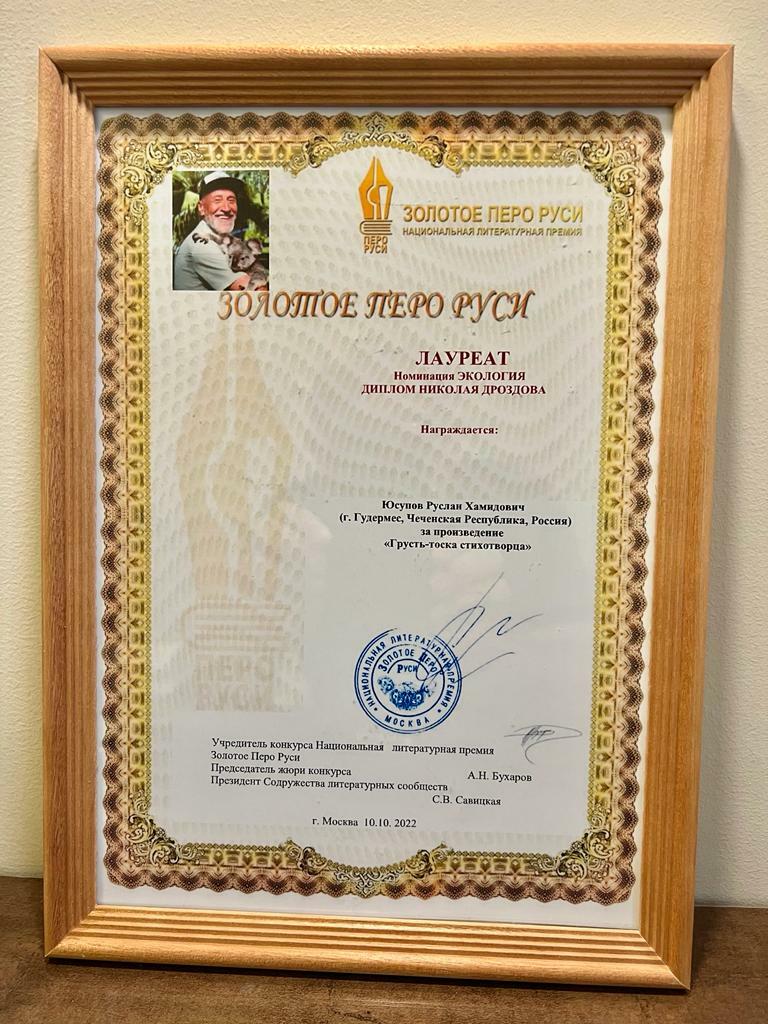 ЗОЛОТОЕ ПЕРО РУСИ
НАЦИОНАЛЬНАЯ ЛИТЕРАТУРНАЯ ПРЕМИЯ
ПЕРО
РУСИ
ЗОЛОТОЕ ПЕРО РУСИ
ЛАУРЕАТ
Номинация ЭКОЛОГИЯ
ДИПЛОМ НИКОЛАЯ ДРОЗДОВА
Награждается:
Юсупов Руслан Хамидович
(г. Гудермес, Чеченская Республика, Россия)
за произведение
«Грусть-тоска стихотворца»
НАЦИОНАЛЬНАЯ ЛИТЕРАТУРНАЯ ПРЕМИЯ
ЗОЛОТОЕ ПЕРО
РУСИ
МОСКВА
ПЕРО
РУСИ
Учредитель конкурса Национальная литературная премия
Золотое Перо Руси
Председатель жюри конкурса А.Н. Бухаров
Президент Содружества литературных сообществ
С.В. Савицкая
г. Москва 10.10. 2022